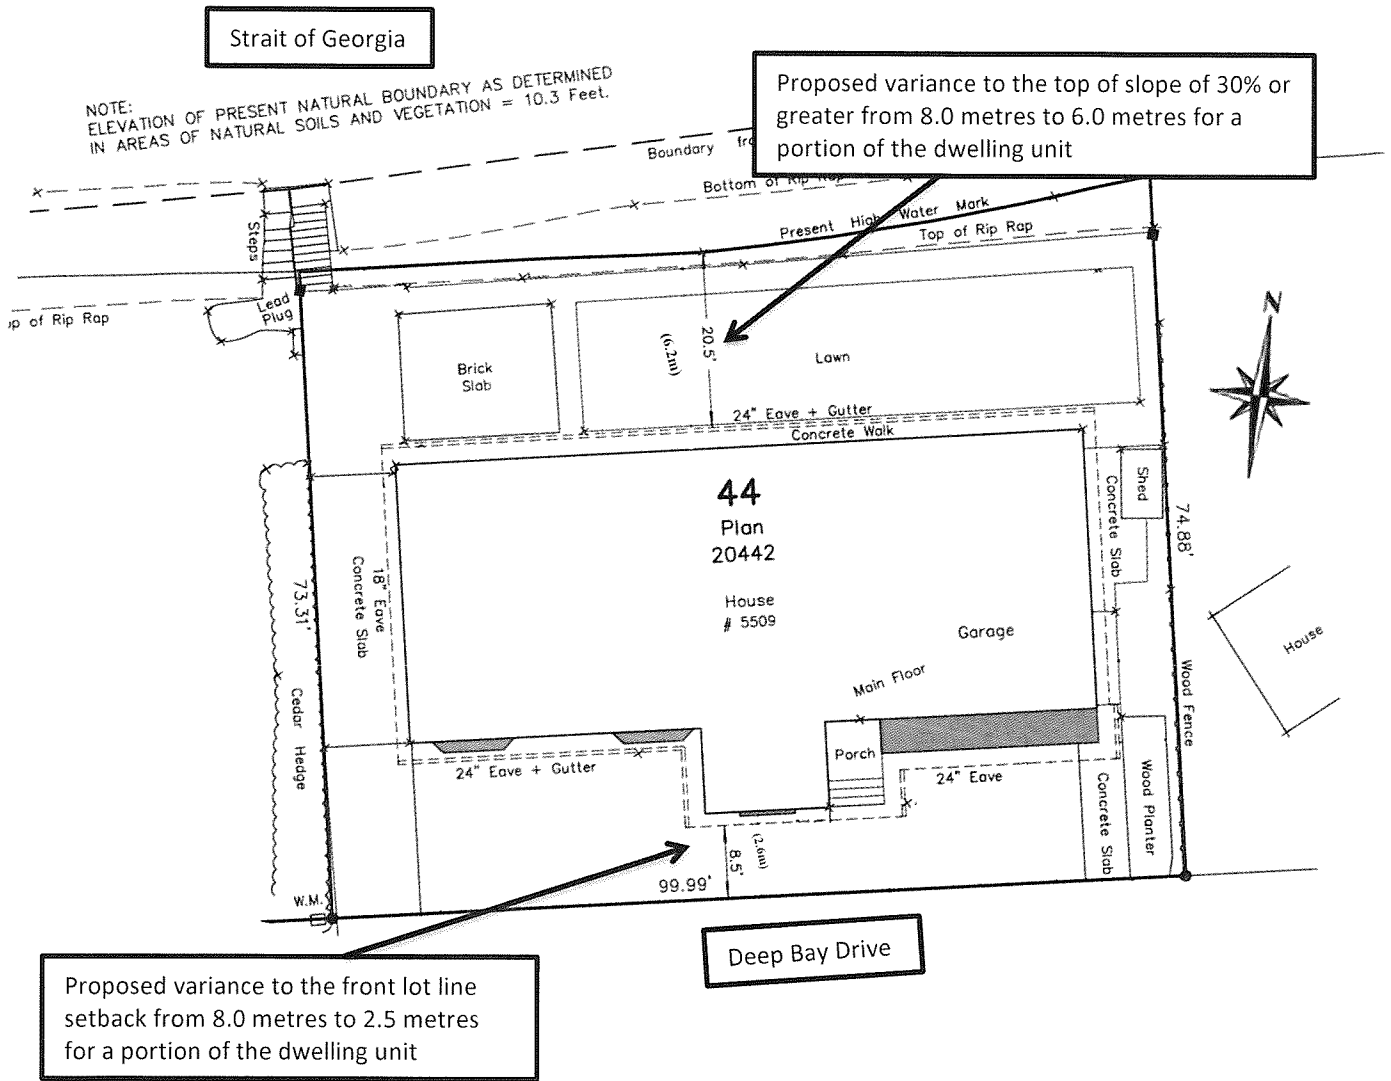 Strait of Georgia
NOTE:
ELEVATION OF PRESENT NATURAL BOUNDARY AS DETERMINED
IN AREAS OF NATURAL SOILS AND VEGETATION = 10.3 Feet.
Proposed variance to the top of slope of 30% or
greater from 8.0 metres to 6.0 metres for a
portion of the dwelling unit
Boundary
Bottom of Rip Rap
Present High Water Mark
Top of Rip Rap
Steps
Lead
Plug
of Rip Rap
N
Brick
Slab
20.5'
(6.2m)
Lawn
24" Eave + Gutter
Concrete Walk
44
Plan
20442
House
# 5509
Garage
Main Floor
Shed
Concrete Slab
74.88'
18" Eave
Concrete Slab
73.31'
Cedar Hedge
House
Wood Fence
Porch
24" Eave + Gutter
24" Eave
Concrete Slab
Wood Planter
(2.6m)
8.5'
99.99'
W.M.
Deep Bay Drive
Proposed variance to the front lot line
setback from 8.0 metres to 2.5 metres
for a portion of the dwelling unit